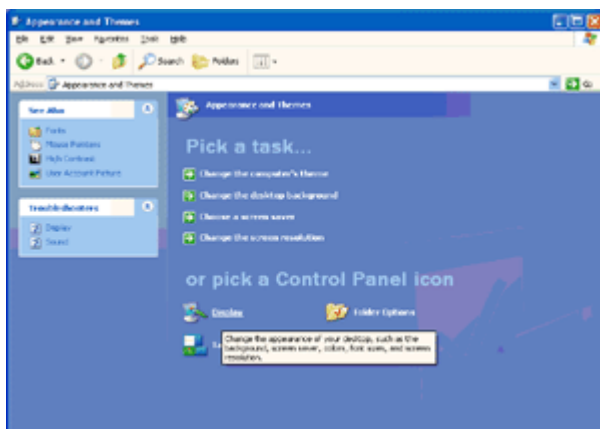 Appearance and Themes
File Edit View Favorites Tools Help
Back Search Folders
Address Appearance and Themes Go
See Also
Fonts
Mouse Pointers
High Contrast
User Account Picture
Troubleshooters
Display
Sound
Appearance and Themes
Pick a task...
Change the computer's theme
Change the desktop background
Choose a screen saver
Change the screen resolution
or pick a Control Panel icon
Display Folder Options
Change the appearance of your desktop, such as the
background, screen saver, colors, font sizes, and screen
resolution.